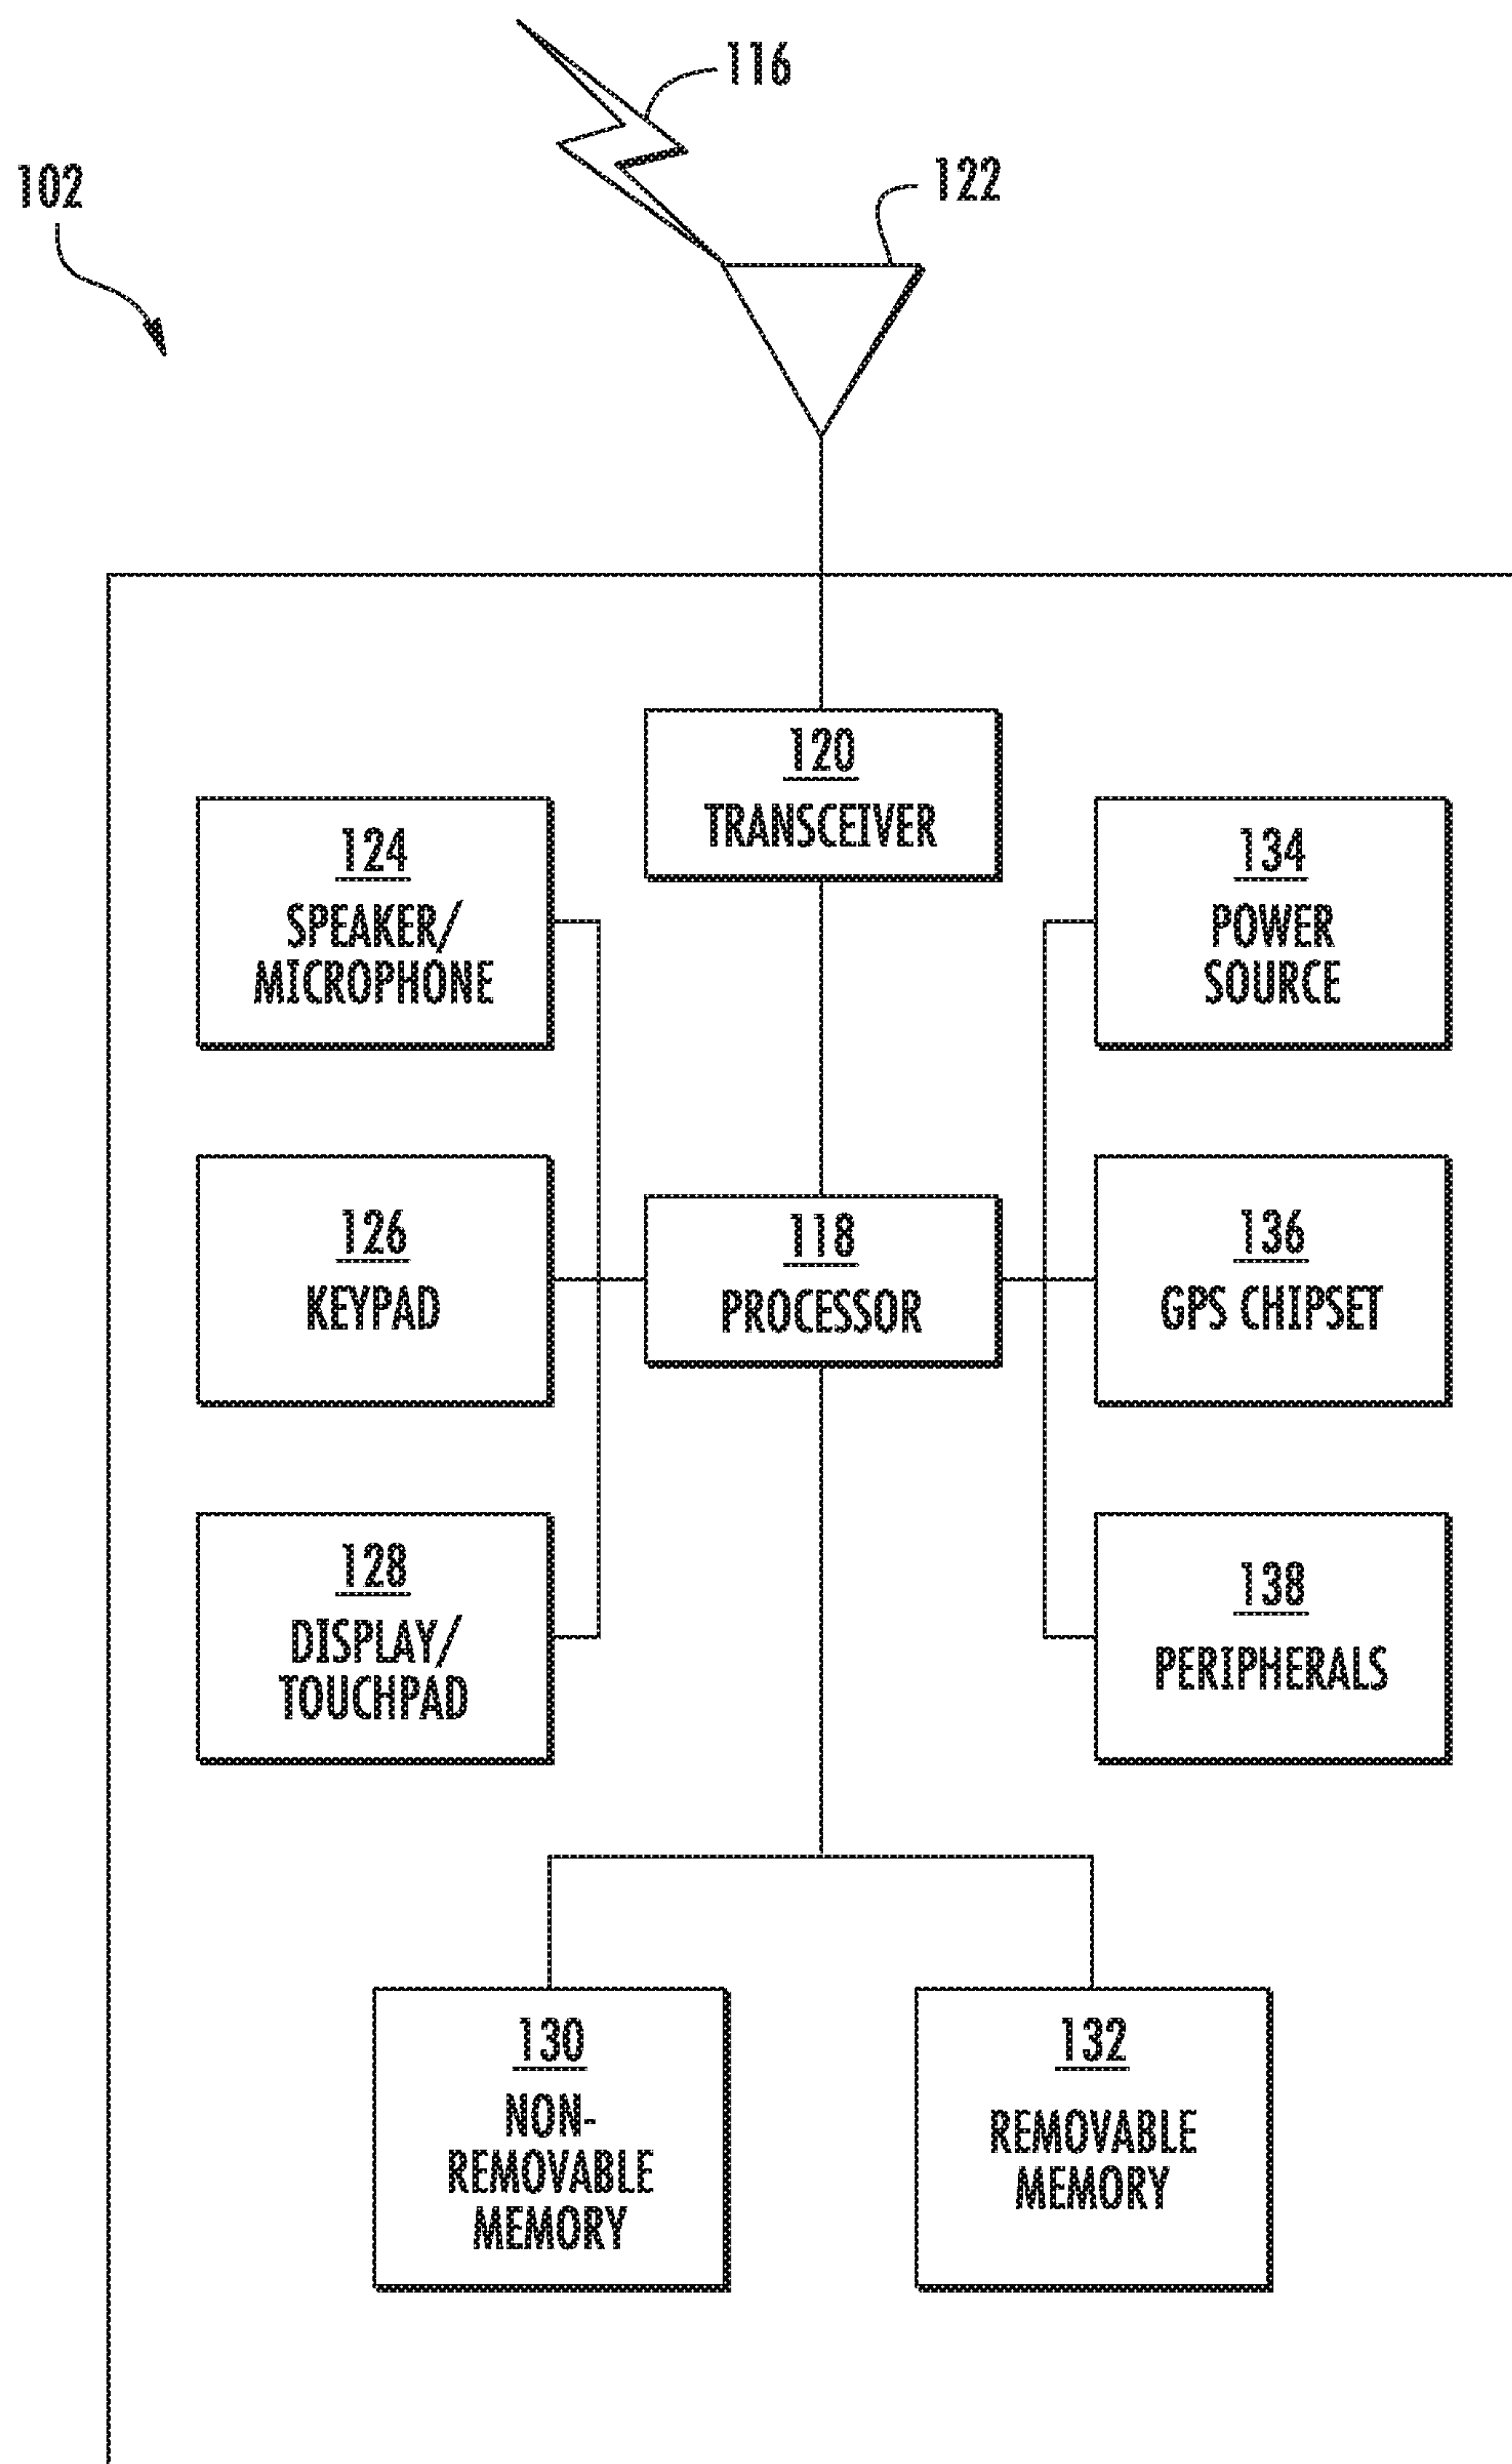 116
102
122
120
TRANSCEIVER
124
SPEAKER/
MICROPHONE
134
POWER
SOURCE
126
KEYPAD
118
PROCESSOR
136
GPS CHIPSET
128
DISPLAY/
TOUCHPAD
138
PERIPHERALS
130
NON-
REMOVABLE
MEMORY
132
REMOVABLE
MEMORY